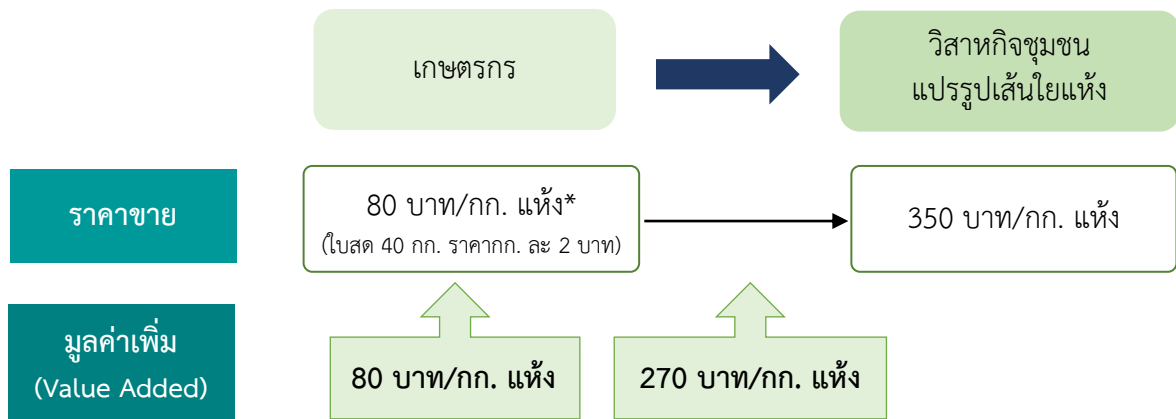 เกษตรกร
วิสาหกิจชุมชน
แปรรูปเส้นใยแห้ง
ราคาขาย
80 บาท/กก. แห้ง*
(ใบสด 40 กก. ราคากก. ละ 2 บาท)
350 บาท/กก. แห้ง
มูลค่าเพิ่ม
(Value Added)
80 บาท/กก. แห้ง
270 บาท/กก. แห้ง